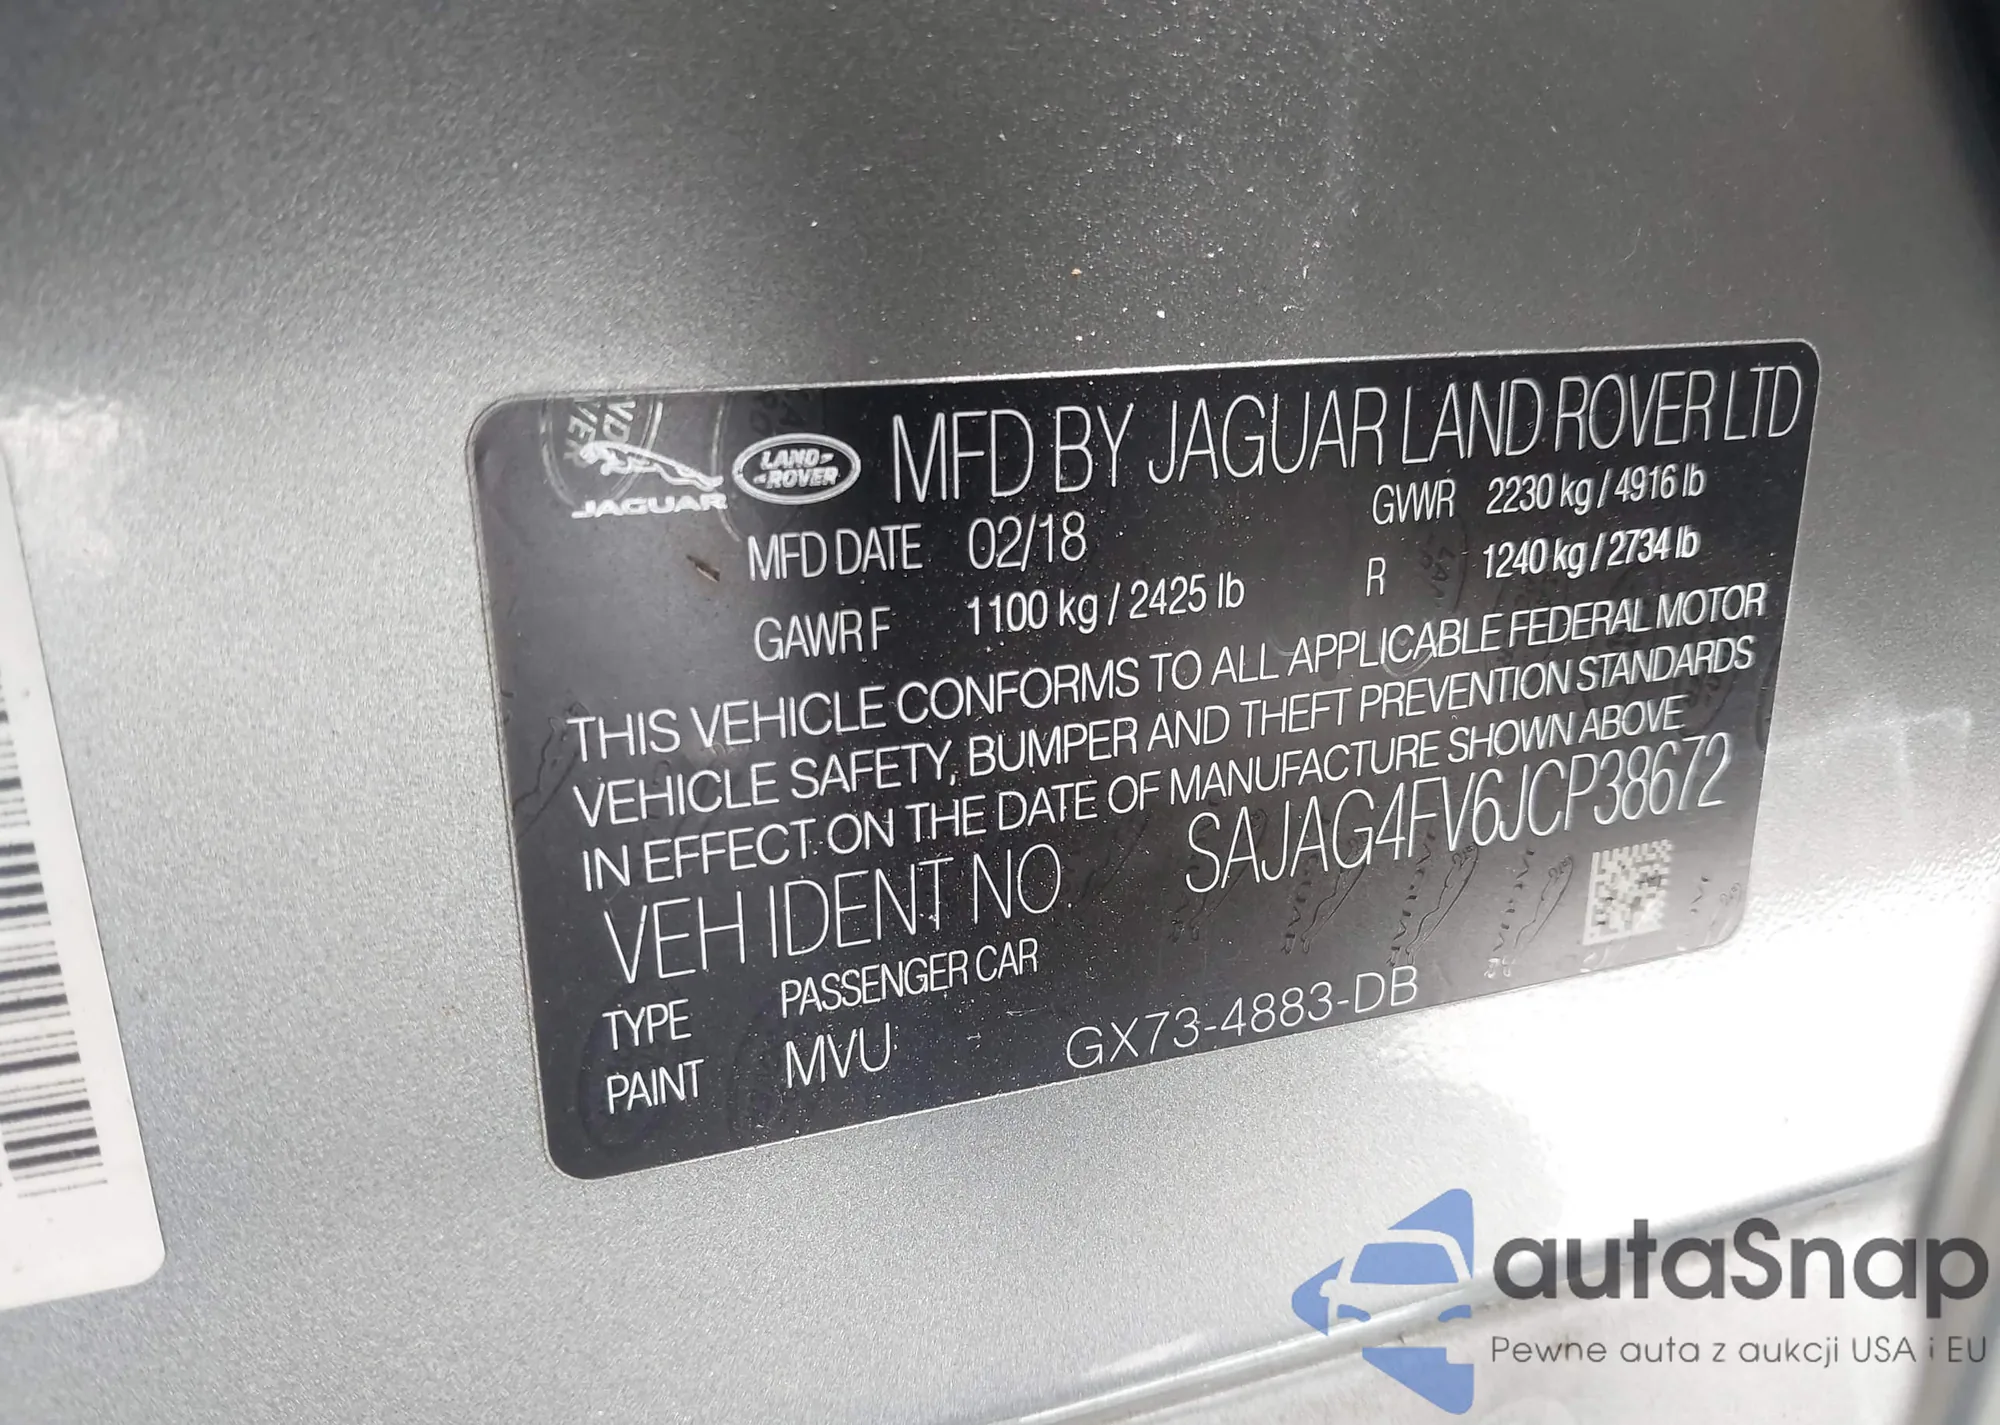 JAGUAR LAND-ROVER MFD BY JAGUAR LAND ROVER LTD
MFD DATE 02/18 GVWR 2230 kg / 4916 lb
GAWR F 1100 kg / 2425 lb R 1240 kg / 2734 lb
THIS VEHICLE CONFORMS TO ALL APPLICABLE FEDERAL MOTOR
VEHICLE SAFETY, BUMPER AND THEFT PREVENTION STANDARDS
IN EFFECT ON THE DATE OF MANUFACTURE SHOWN ABOVE
VEH IDENT NO SAJAG4FV6JCP38672
TYPE PASSENGER CAR
PAINT MVU GX73-4883-DB
autaSnap
Pewne auta z aukcji USA i EU